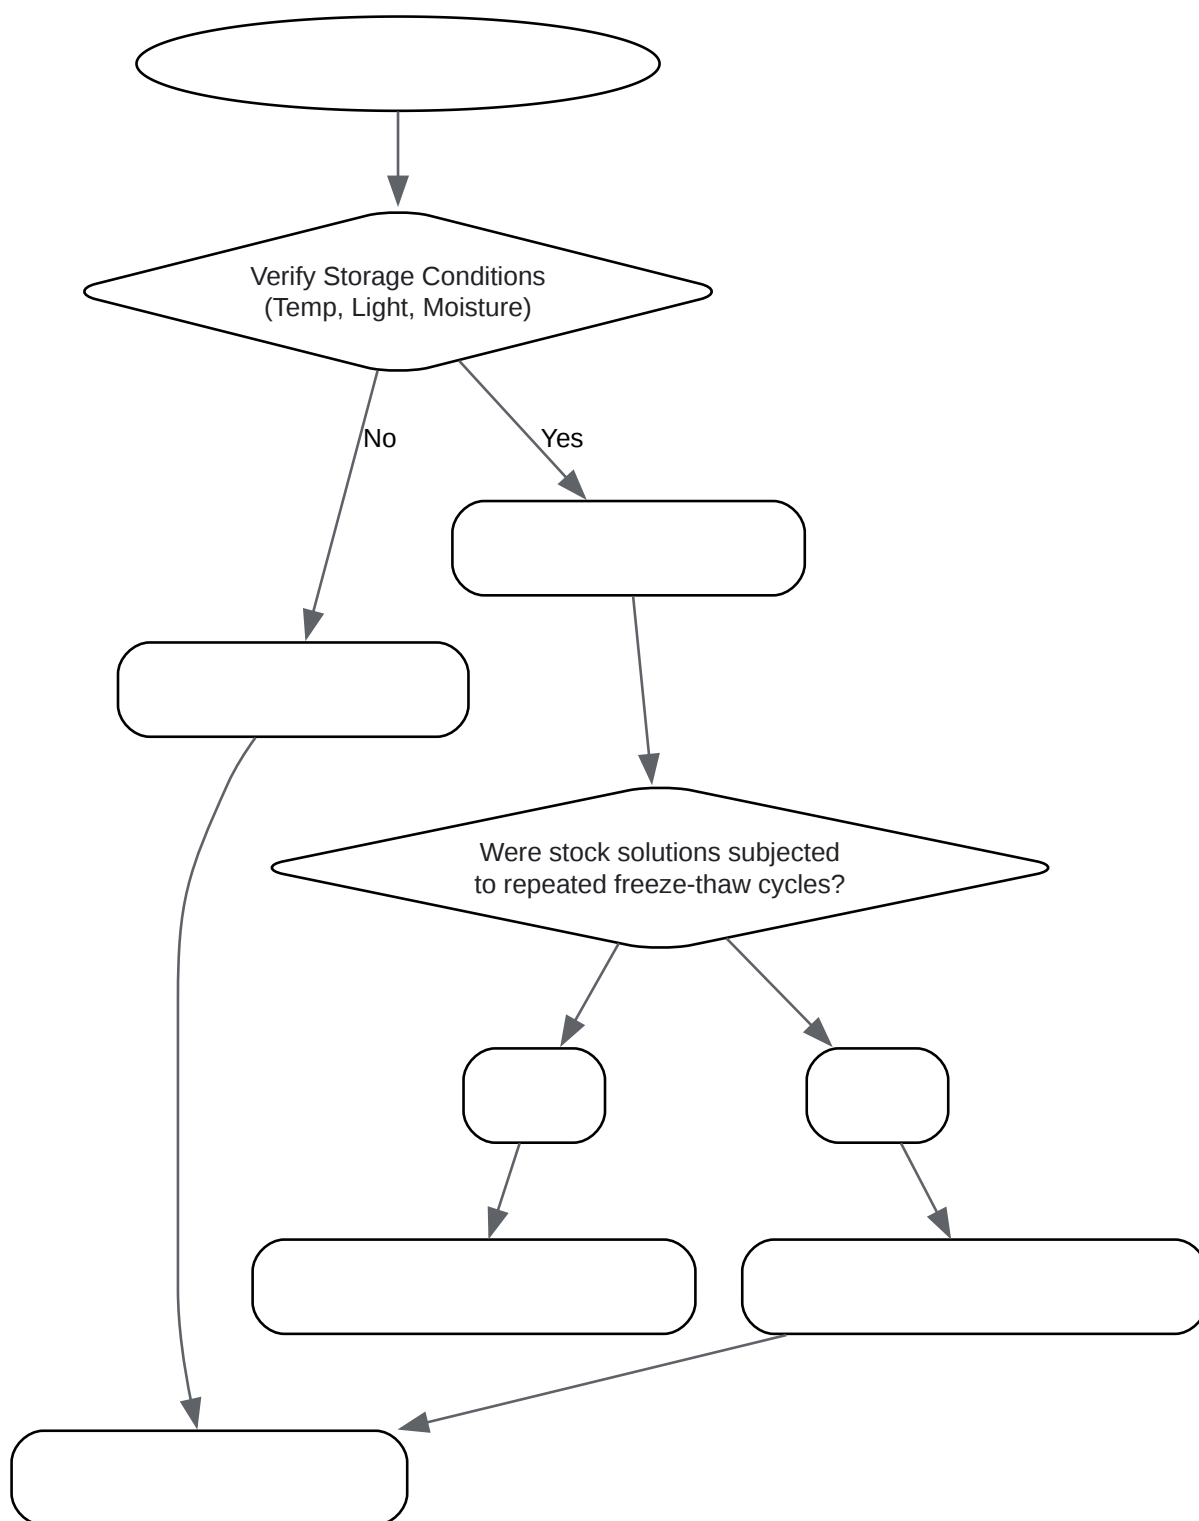 Verify Storage Conditions
(Temp, Light, Moisture)
No
Yes
Were stock solutions subjected
to repeated freeze-thaw cycles?